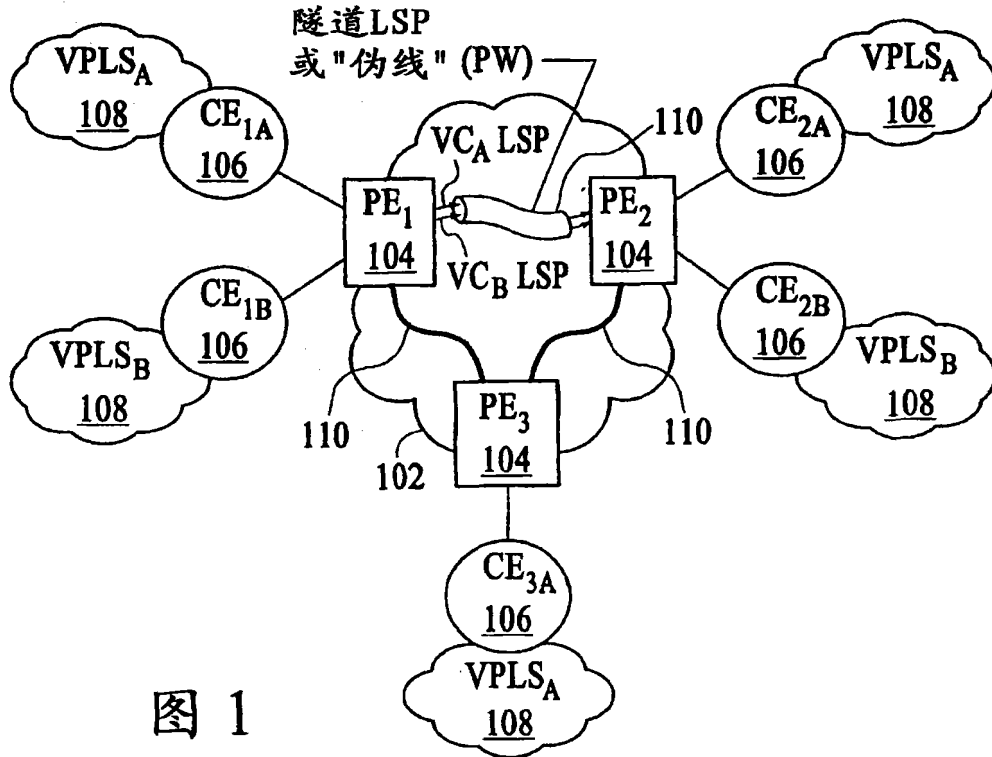 隧道LSP
或"伪线" (PW)
VPLS_A
108
CE_1A
106
VC_A LSP
110
VPLS_A
108
CE_2A
106
PE_1
104
VC_B LSP
PE_2
104
CE_1B
106
VPLS_B
108
CE_2B
106
VPLS_B
108
110
102
PE_3
104
110
CE_3A
106
VPLS_A
108
图 1